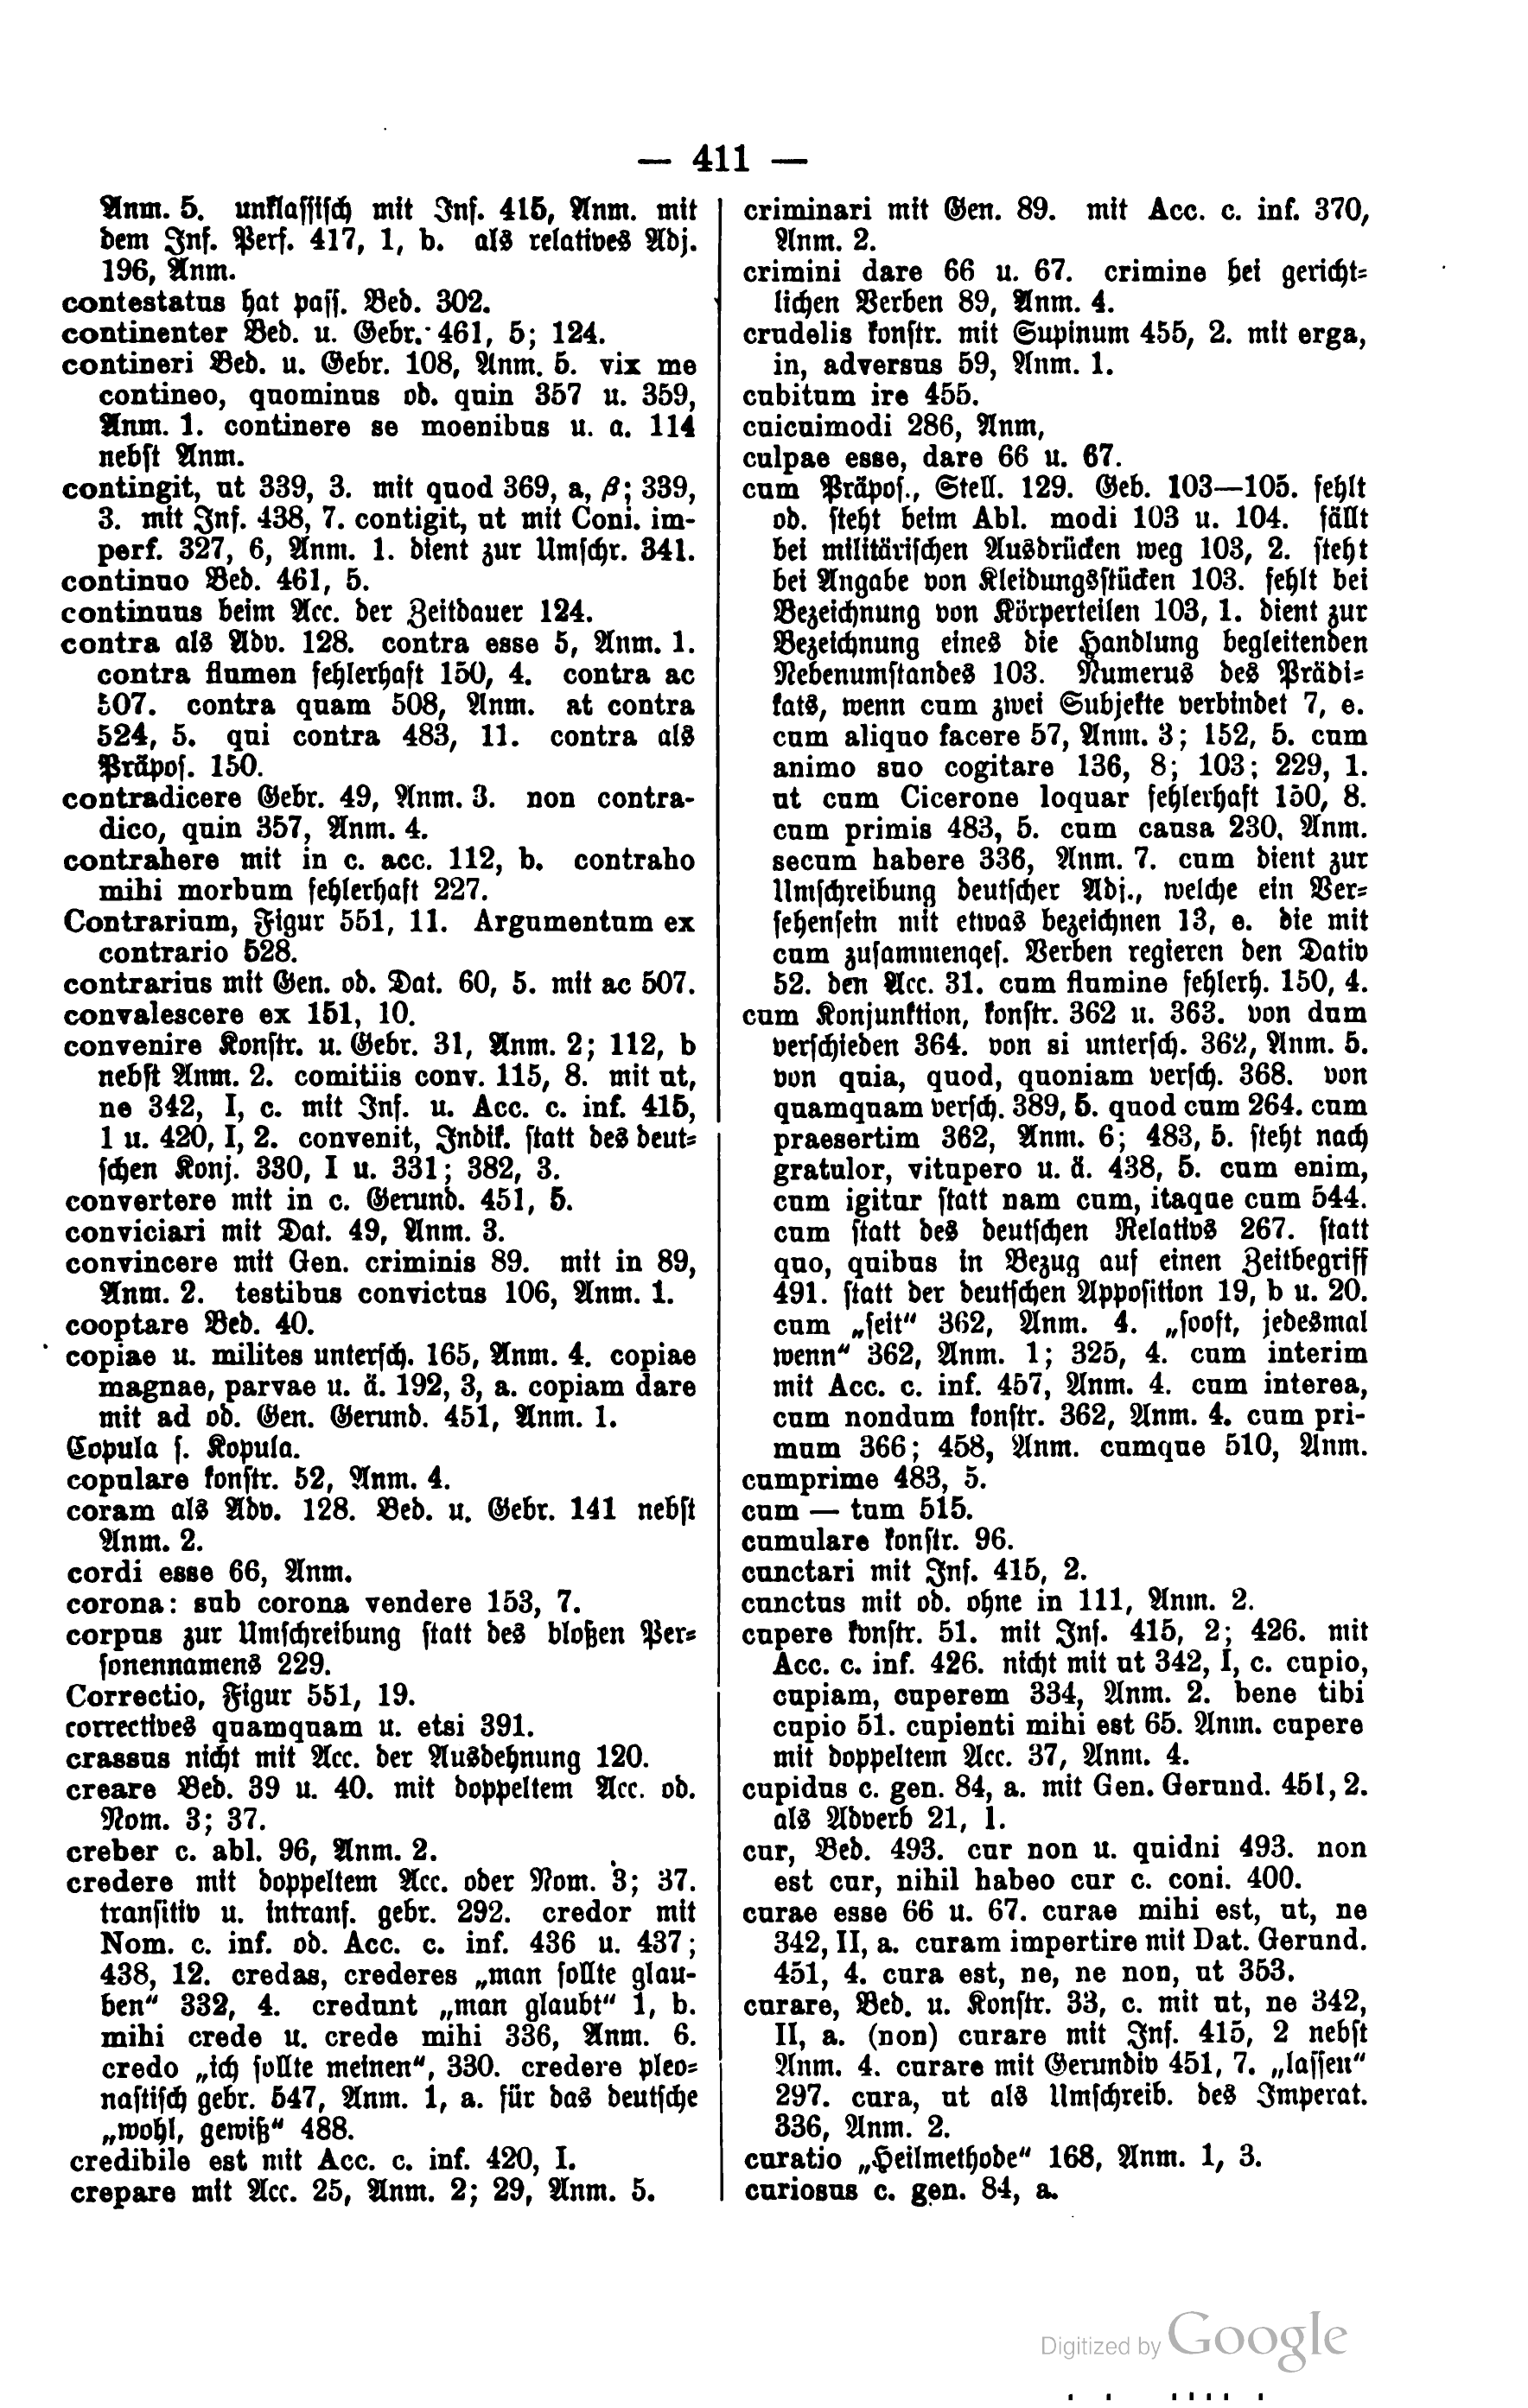 — 411 —
Anm. 5. unklassisch mit Inf. 415, Anm. mit
dem Inf. Perf. 417, 1, b. als relatives Adj.
196, Anm.
contestatus hat pass. Bed. 302.
continenter Bed. u. Gebr. 461, 5; 124.
contineri Bed. u. Gebr. 108, Anm. 5. vix me
contineo, quominus od. quin 357 u. 359,
Anm. 1. continere se moenibus u. a. 114
nebst Anm.
contingit, ut 339, 3. mit quod 369, a, β; 339,
3. mit Inf. 438, 7. contigit, ut mit Coni. im-
perf. 327, 6, Anm. 1. dient zur Umschr. 341.
continuo Bed. 461, 5.
continuus beim Acc. der Zeitdauer 124.
contra als Adv. 128. contra esse 5, Anm. 1.
contra flumen fehlerhaft 150, 4. contra ac
507. contra quam 508, Anm. at contra
524, 5. qui contra 483, 11. contra als
Präpos. 150.
contradicere Gebr. 49, Anm. 3. non contra-
dico, quin 357, Anm. 4.
contrahere mit in c. acc. 112, b. contraho
mihi morbum fehlerhaft 227.
Contrarium, Figur 551, 11. Argumentum ex
contrario 528.
contrarius mit Gen. od. Dat. 60, 5. mit ac 507.
convalescere ex 151, 10.
convenire Konstr. u. Gebr. 31, Anm. 2; 112, b
nebst Anm. 2. comitiis conv. 115, 8. mit ut,
ne 342, I, c. mit Inf. u. Acc. c. inf. 415,
1 u. 420, I, 2. convenit, Indik. statt des deut-
schen Konj. 330, I u. 331; 382, 3.
convertere mit in c. Gerund. 451, 5.
conviciari mit Dat. 49, Anm. 3.
convincere mit Gen. criminis 89. mit in 89,
Anm. 2. testibus convictus 106, Anm. 1.
cooptare Bed. 40.
copiae u. milites untersch. 165, Anm. 4. copiae
magnae, parvae u. ä. 192, 3, a. copiam dare
mit ad od. Gen. Gerund. 451, Anm. 1.
Copula s. Kopula.
copulare konstr. 52, Anm. 4.
coram als Adv. 128. Bed. u. Gebr. 141 nebst
Anm. 2.
cordi esse 66, Anm.
corona: sub corona vendere 153, 7.
corpus zur Umschreibung statt des bloßen Per-
sonennamens 229.
Correctio, Figur 551, 19.
correctives quamquam u. etsi 391.
crassus nicht mit Acc. der Ausdehnung 120.
creare Bed. 39 u. 40. mit doppeltem Acc. od.
Nom. 3; 37.
creber c. abl. 96, Anm. 2.
credere mit doppeltem Acc. oder Nom. 3; 37.
transitiv u. intrans. gebr. 292. credor mit
Nom. c. inf. od. Acc. c. inf. 436 u. 437;
438, 12. credas, crederes „man sollte glau-
ben“ 332, 4. credunt „man glaubt“ 1, b.
mihi crede u. crede mihi 336, Anm. 6.
credo „ich sollte meinen“, 330. credere pleo-
nastisch gebr. 547, Anm. 1, a. für das deutsche
„wohl, gewiß“ 488.
credibile est mit Acc. c. inf. 420, I.
crepare mit Acc. 25, Anm. 2; 29, Anm. 5.
criminari mit Gen. 89. mit Acc. c. inf. 370,
Anm. 2.
crimini dare 66 u. 67. crimine bei gericht-
lichen Verben 89, Anm. 4.
crudelis konstr. mit Supinum 455, 2. mit erga,
in, adversus 59, Anm. 1.
cubitum ire 455.
cuicuimodi 286, Anm,
culpae esse, dare 66 u. 67.
cum Präpos., Stell. 129. Geb. 103—105. fehlt
od. steht beim Abl. modi 103 u. 104. fällt
bei militärischen Ausdrücken weg 103, 2. steht
bei Angabe von Kleidungsstücken 103. fehlt bei
Bezeichnung von Körperteilen 103, 1. dient zur
Bezeichnung eines die Handlung begleitenden
Nebenumstandes 103. Numerus des Prädi-
kats, wenn cum zwei Subjekte verbindet 7, e.
cum aliquo facere 57, Anm. 3; 152, 5. cum
animo suo cogitare 136, 8; 103; 229, 1.
ut cum Cicerone loquar fehlerhaft 150, 8.
cum primis 483, 5. cum causa 230, Anm.
secum habere 336, Anm. 7. cum dient zur
Umschreibung deutscher Adj., welche ein Ver-
sehensein mit etwas bezeichnen 13, e. die mit
cum zusammenges. Verben regieren den Dativ
52. den Acc. 31. cum flumine fehlerh. 150, 4.
cum Konjunktion, konstr. 362 u. 363. von dum
verschieden 364. von si untersch. 362, Anm. 5.
von quia, quod, quoniam versch. 368. von
quamquam versch. 389, 5. quod cum 264. cum
praesertim 362, Anm. 6; 483, 5. steht nach
gratulor, vitupero u. ä. 438, 5. cum enim,
cum igitur statt nam cum, itaque cum 544.
cum statt des deutschen Relativs 267. statt
quo, quibus in Bezug auf einen Zeitbegriff
491. statt der deutschen Apposition 19, b u. 20.
cum „seit“ 362, Anm. 4. „sooft, jedesmal
wenn“ 362, Anm. 1; 325, 4. cum interim
mit Acc. c. inf. 457, Anm. 4. cum interea,
cum nondum konstr. 362, Anm. 4. cum pri-
mum 366; 458, Anm. cumque 510, Anm.
cumprime 483, 5.
cum — tum 515.
cumulare konstr. 96.
cunctari mit Inf. 415, 2.
cunctus mit od. ohne in 111, Anm. 2.
cupere konstr. 51. mit Inf. 415, 2; 426. mit
Acc. c. inf. 426. nicht mit ut 342, I, c. cupio,
cupiam, cuperem 334, Anm. 2. bene tibi
cupio 51. cupienti mihi est 65. Anm. cupere
mit doppeltem Acc. 37, Anm. 4.
cupidus c. gen. 84, a. mit Gen. Gerund. 451, 2.
als Adverb 21, 1.
cur, Bed. 493. cur non u. quidni 493. non
est cur, nihil habeo cur c. coni. 400.
curae esse 66 u. 67. curae mihi est, ut, ne
342, II, a. curam impertire mit Dat. Gerund.
451, 4. cura est, ne, ne non, ut 353.
curare, Bed. u. Konstr. 33, c. mit ut, ne 342,
II, a. (non) curare mit Inf. 415, 2 nebst
Anm. 4. curare mit Gerundiv 451, 7. „lassen“
297. cura, ut als Umschreib. des Imperat.
336, Anm. 2.
curatio „Heilmethode“ 168, Anm. 1, 3.
curiosus c. gen. 84, a.
Digitized by Google